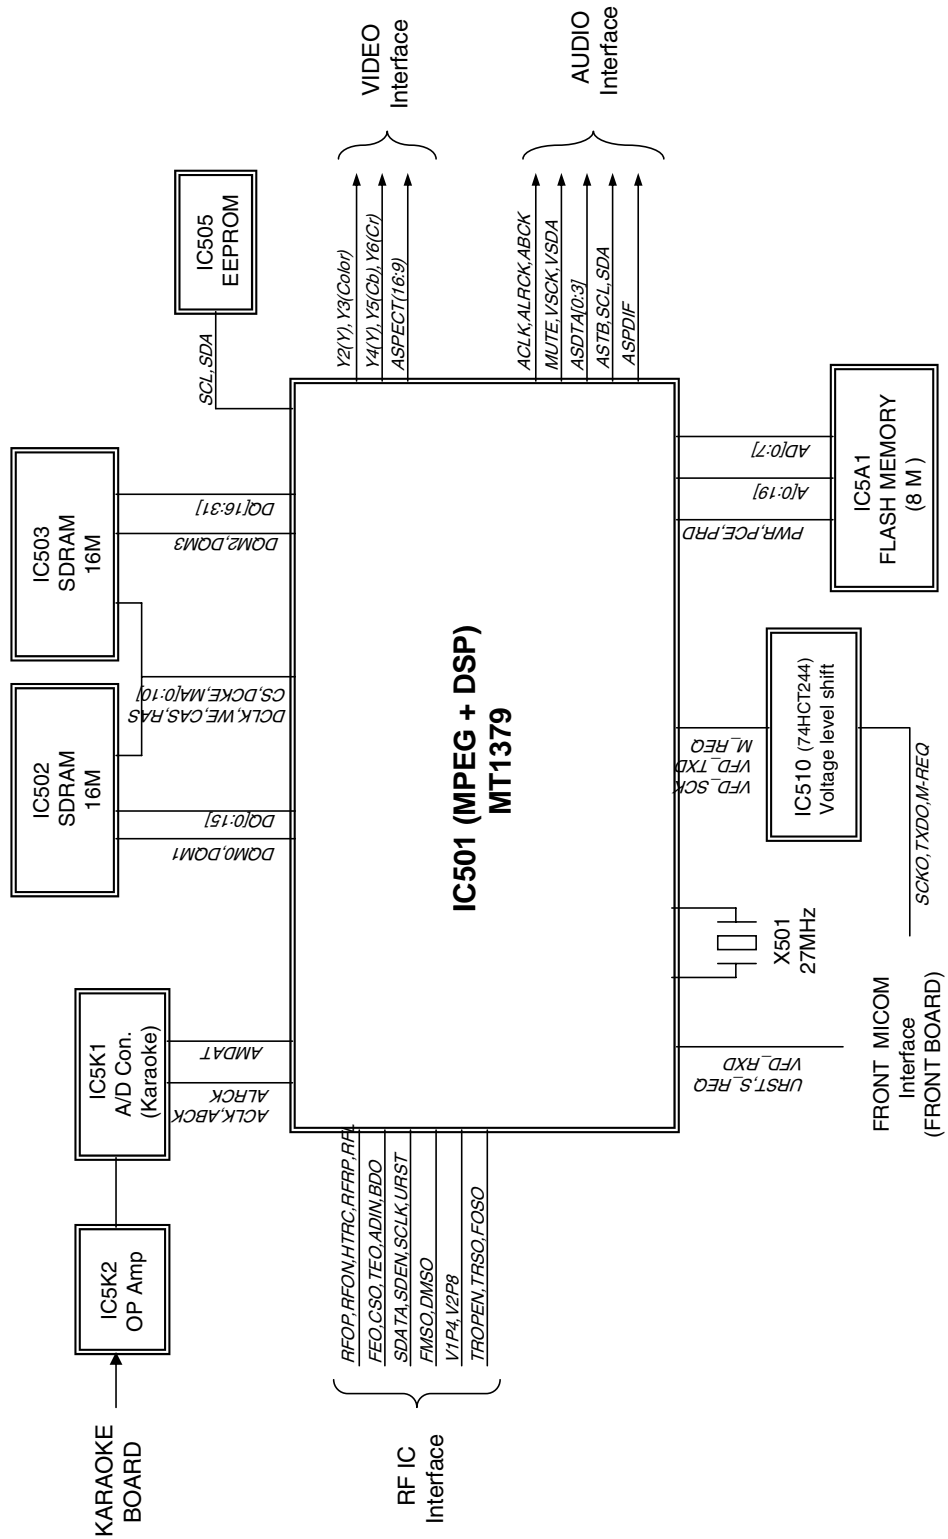 KARAOKE
BOARD
IC5K2
OP Amp
IC5K1
A/D Con.
(Karaoke)
IC502
SDRAM
16M
IC503
SDRAM
16M
IC505
EEPROM
ACLK,ABCK
ALRCK
AMDAT
DQM0,DQM1
DQ[0:15]
DCLK,WE,CAS,RAS
CS,DCKE,MA[0:10]
DQM2,DQM3
DQ[16:31]
SCL,SDA
RF IC
Interface
RFOP,RFON,HTRC,RFRP,RFL
FEO,CSO,TEO,ADIN,BDO
SDATA,SDEN,SCLK,URST
FMSO,DMSO
V1P4,V2P8
TROPEN,TRSO,FOSO
IC501 (MPEG + DSP)
MT1379
Y2(Y),Y3(Color)
Y4(Y),Y5(Cb),Y6(Cr)
ASPECT(16:9)
VIDEO
Interface
ACLK,ALRCK,ABCK
MUTE,VSCK,VSDA
ASDTA[0:3]
ASTB,SCL,SDA
ASPDIF
AUDIO
Interface
URST,S_REQ
VFD_RXD
X501
27MHz
VFD_SCK
VFD_TXD
M_REQ
PWR,PCE,PRD
A[0:19]
AD[0:7]
IC510 (74HCT244)
Voltage level shift
IC5A1
FLASH MEMORY
(8 M )
SCKO,TXDO,M-REQ
FRONT MICOM
Interface
(FRONT BOARD)